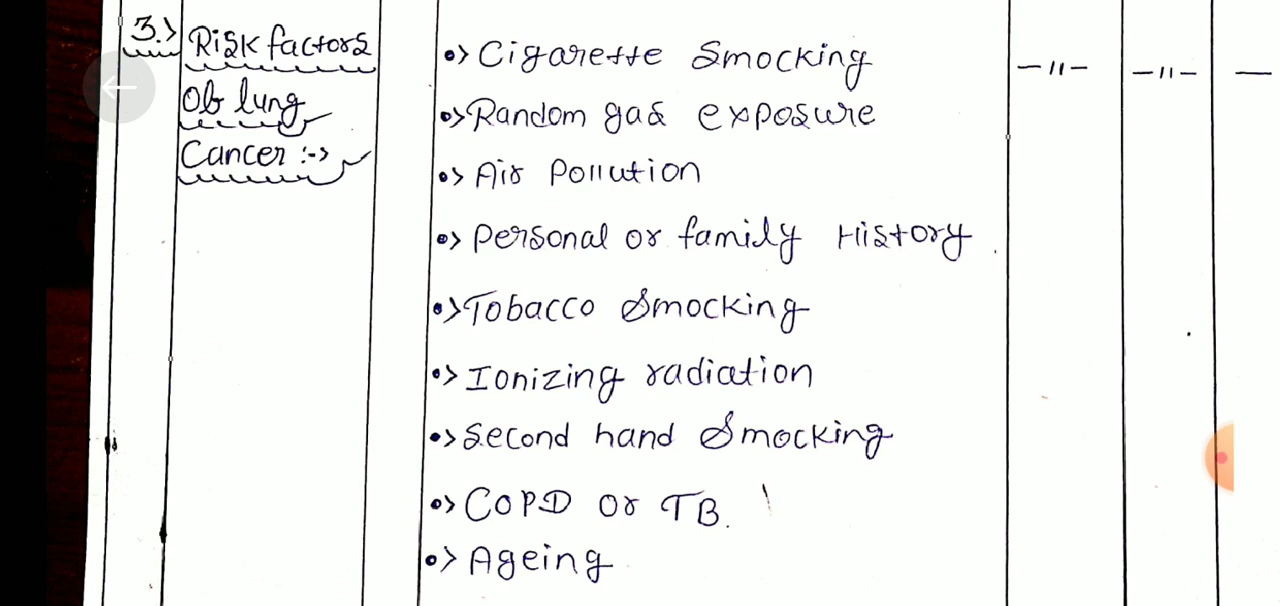 3.> Risk factors
Ob lung
Cancer :->
•> Cigarette Smocking
•> Random gas exposure
•> Air Pollution
•> Personal or family History
•> Tobacco Smocking
•> Ionizing radiation
•> Second hand Smocking
•> COPD or TB.
•> Ageing
-11- -11- -